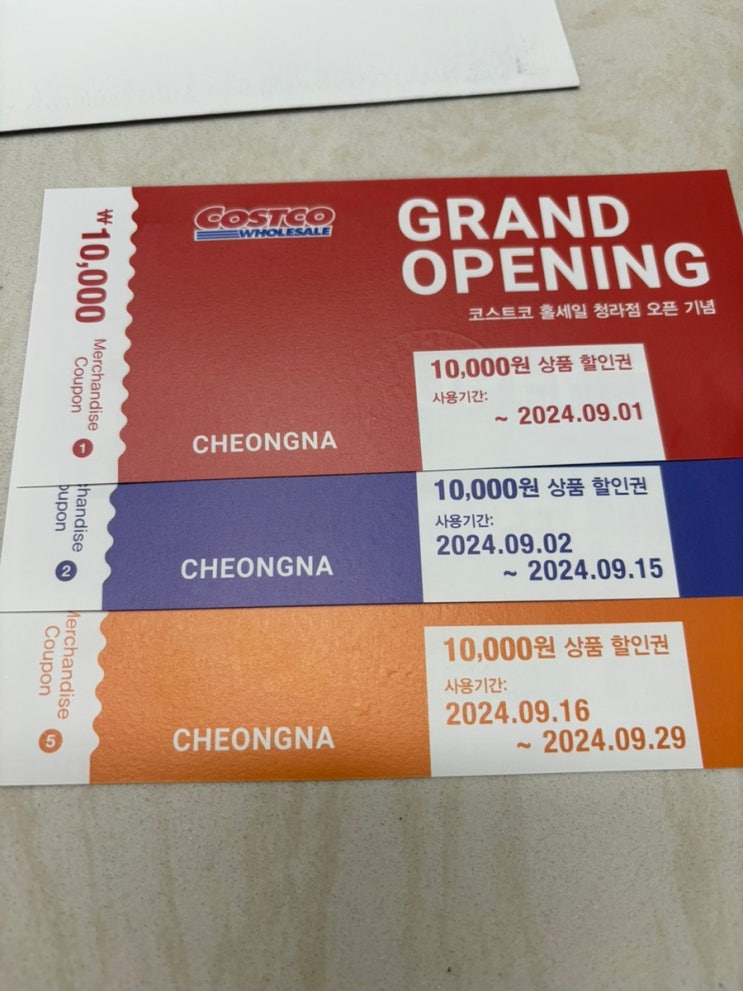 ₩10,000
Merchandise
Coupon
1
COSTCO
WHOLESALE
GRAND
OPENING
코스트코 홀세일 청라점 오픈 기념
10,000원 상품 할인권
사용기간:
~ 2024.09.01
CHEONGNA
Coupon
2
10,000원 상품 할인권
사용기간:
2024.09.02
~ 2024.09.15
CHEONGNA
Merchandise
Coupon
5
10,000원 상품 할인권
사용기간:
2024.09.16
~ 2024.09.29
CHEONGNA